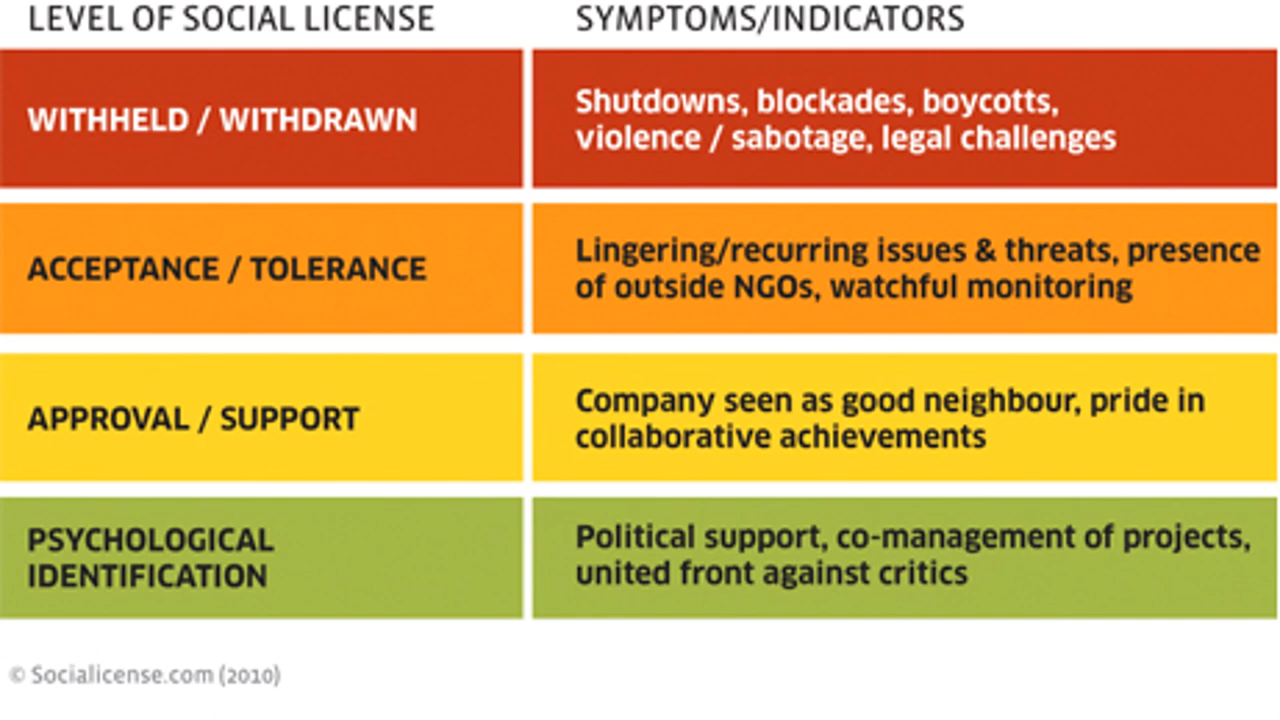 LEVEL OF SOCIAL LICENSE
SYMPTOMS/INDICATORS
WITHHELD / WITHDRAWN
Shutdowns, blockades, boycotts,
violence / sabotage, legal challenges
ACCEPTANCE / TOLERANCE
Lingering/recurring issues & threats, presence
of outside NGOs, watchful monitoring
APPROVAL / SUPPORT
Company seen as good neighbour, pride in
collaborative achievements
PSYCHOLOGICAL
IDENTIFICATION
Political support, co-management of projects,
united front against critics
© Socialicense.com (2010)